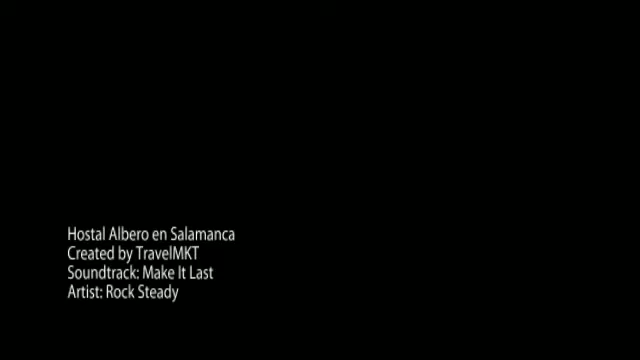 Hostal Albero en Salamanca
Created by TravelMKT
Soundtrack: Make It Last
Artist: Rock Steady